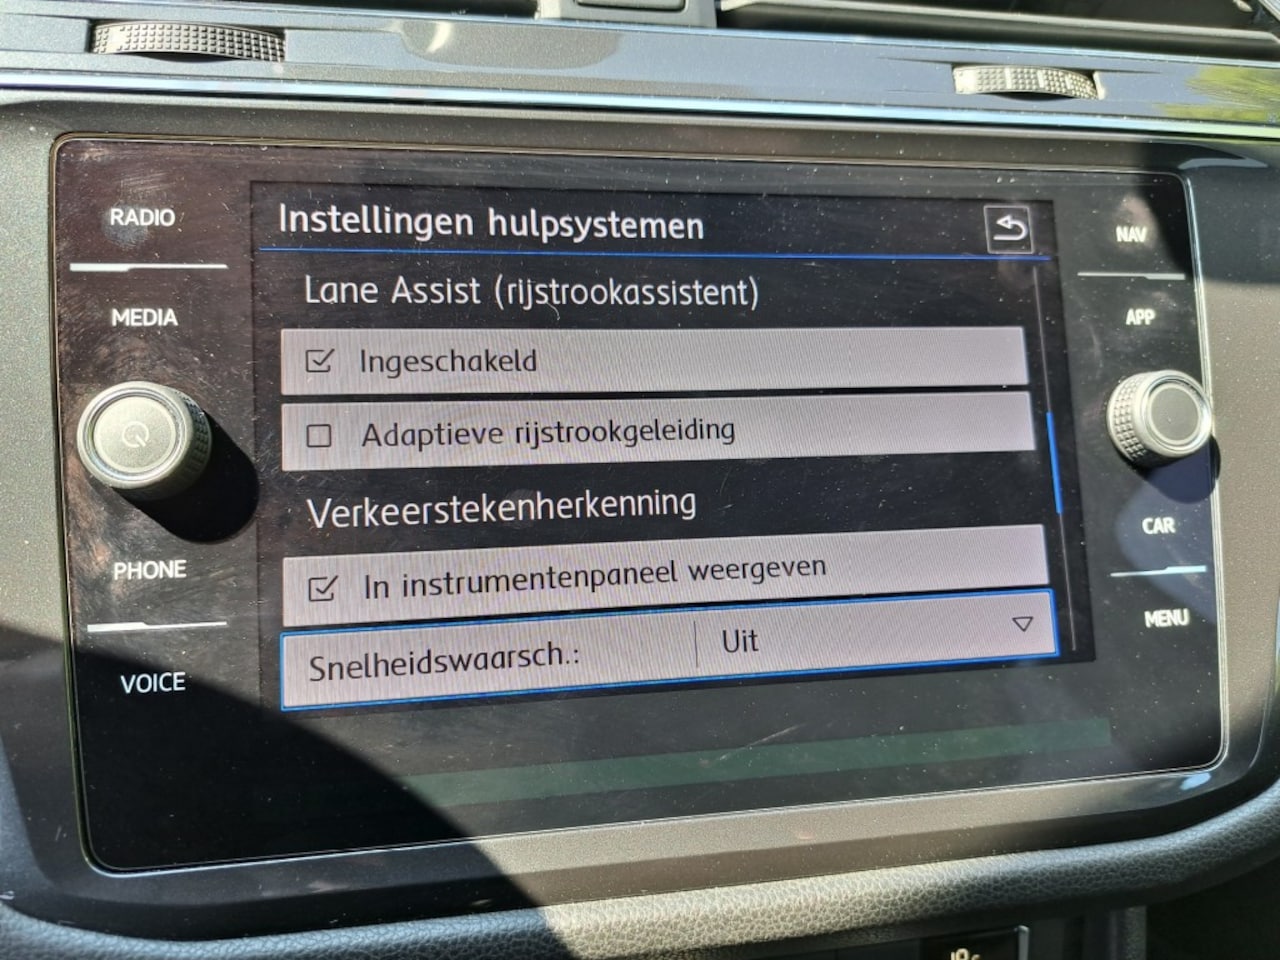 RADIO
MEDIA
PHONE
VOICE
Instellingen hulpsystemen
Lane Assist (rijstrookassistent)
Ingeschakeld
Adaptieve rijstrookgeleiding
Verkeerstekenherkenning
In instrumentenpaneel weergeven
Snelheidswaarsch.: Uit
NAV
APP
CAR
MENU